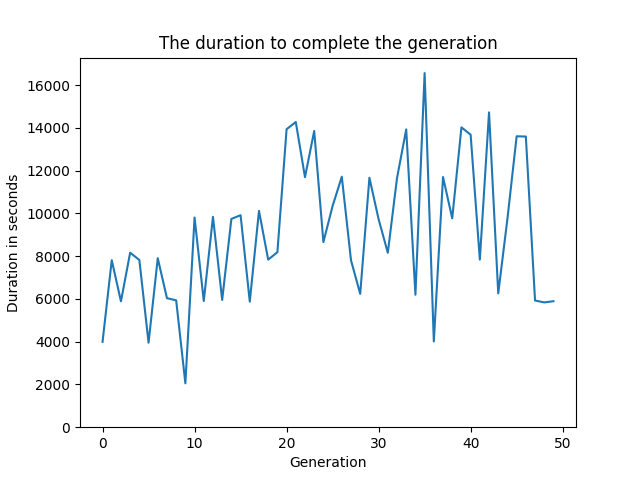 The duration to complete the generation
16000
14000
12000
10000
8000
6000
4000
2000
0
Duration in seconds
0 10 20 30 40 50
Generation